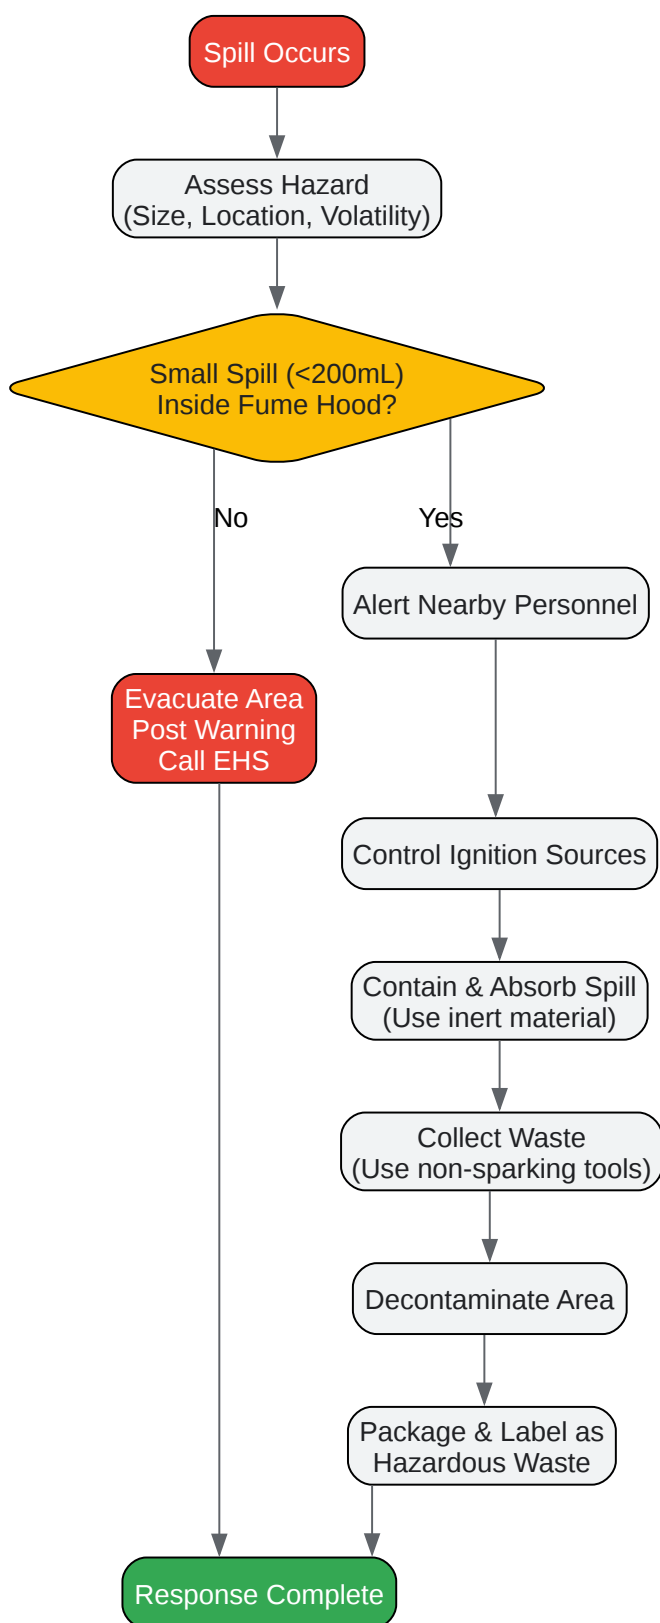 Spill Occurs
Assess Hazard
(Size, Location, Volatility)
Small Spill (<200mL)
Inside Fume Hood?
No
Yes
Alert Nearby Personnel
Evacuate Area
Post Warning
Call EHS
Control Ignition Sources
Contain & Absorb Spill
(Use inert material)
Collect Waste
(Use non-sparking tools)
Decontaminate Area
Package & Label as
Hazardous Waste
Response Complete